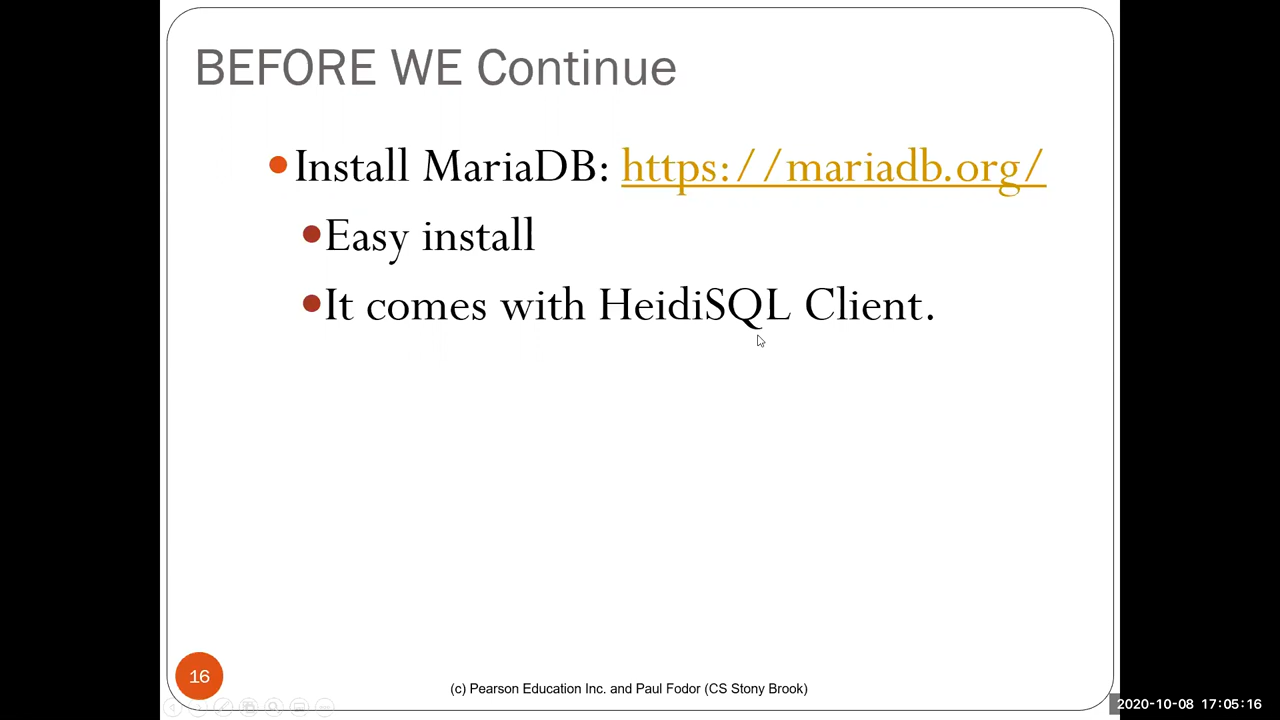 BEFORE WE Continue
Install MariaDB: https://mariadb.org/
Easy install
It comes with HeidiSQL Client.
16
(c) Pearson Education Inc. and Paul Fodor (CS Stony Brook)
2020-10-08 17:05:16